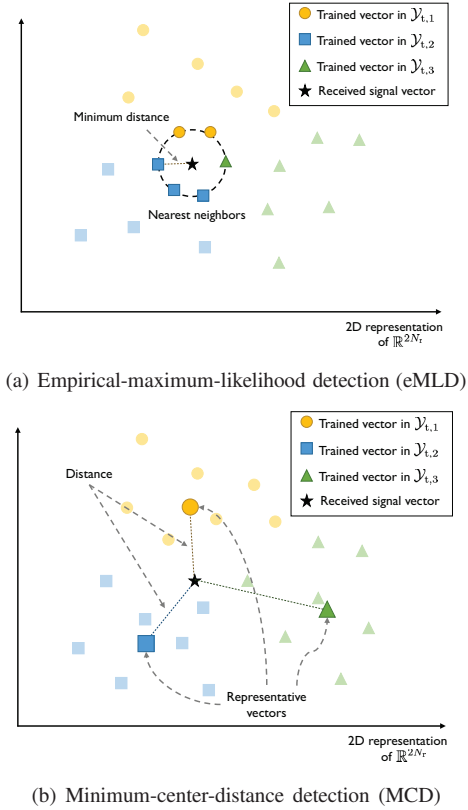 Trained vector in 𝒴t,1
Trained vector in 𝒴t,2
Trained vector in 𝒴t,3
Received signal vector
Minimum distance
Nearest neighbors
2D representation
of ℝ^{2N_r}
(a) Empirical-maximum-likelihood detection (eMLD)
Trained vector in 𝒴t,1
Trained vector in 𝒴t,2
Trained vector in 𝒴t,3
Received signal vector
Distance
Representative
vectors
2D representation
of ℝ^{2N_r}
(b) Minimum-center-distance detection (MCD)